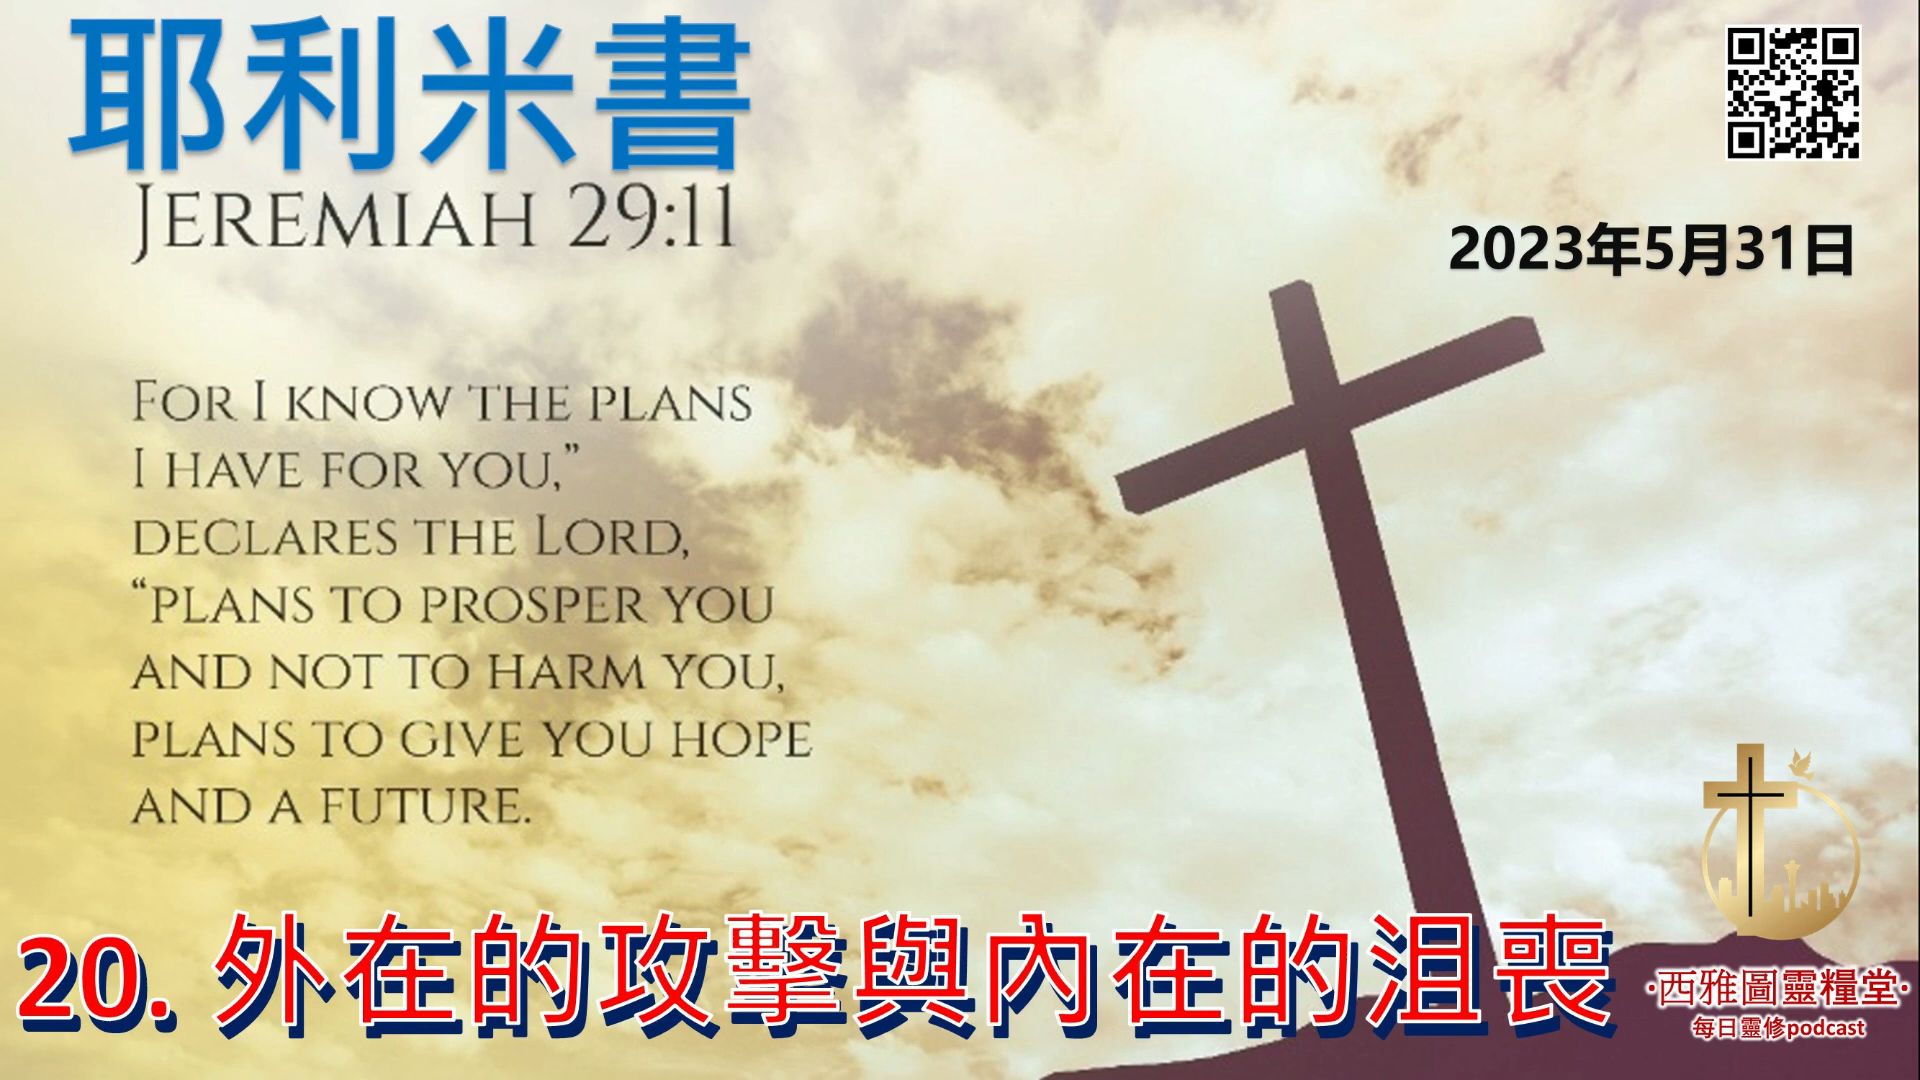 耶利米書
JEREMIAH 29:11
2023年5月31日
FOR I KNOW THE PLANS
I HAVE FOR YOU,”
DECLARES THE LORD,
“PLANS TO PROSPER YOU
AND NOT TO HARM YOU,
PLANS TO GIVE YOU HOPE
AND A FUTURE.
20. 外在的攻擊與內在的沮喪
·西雅圖靈糧堂·
每日靈修podcast